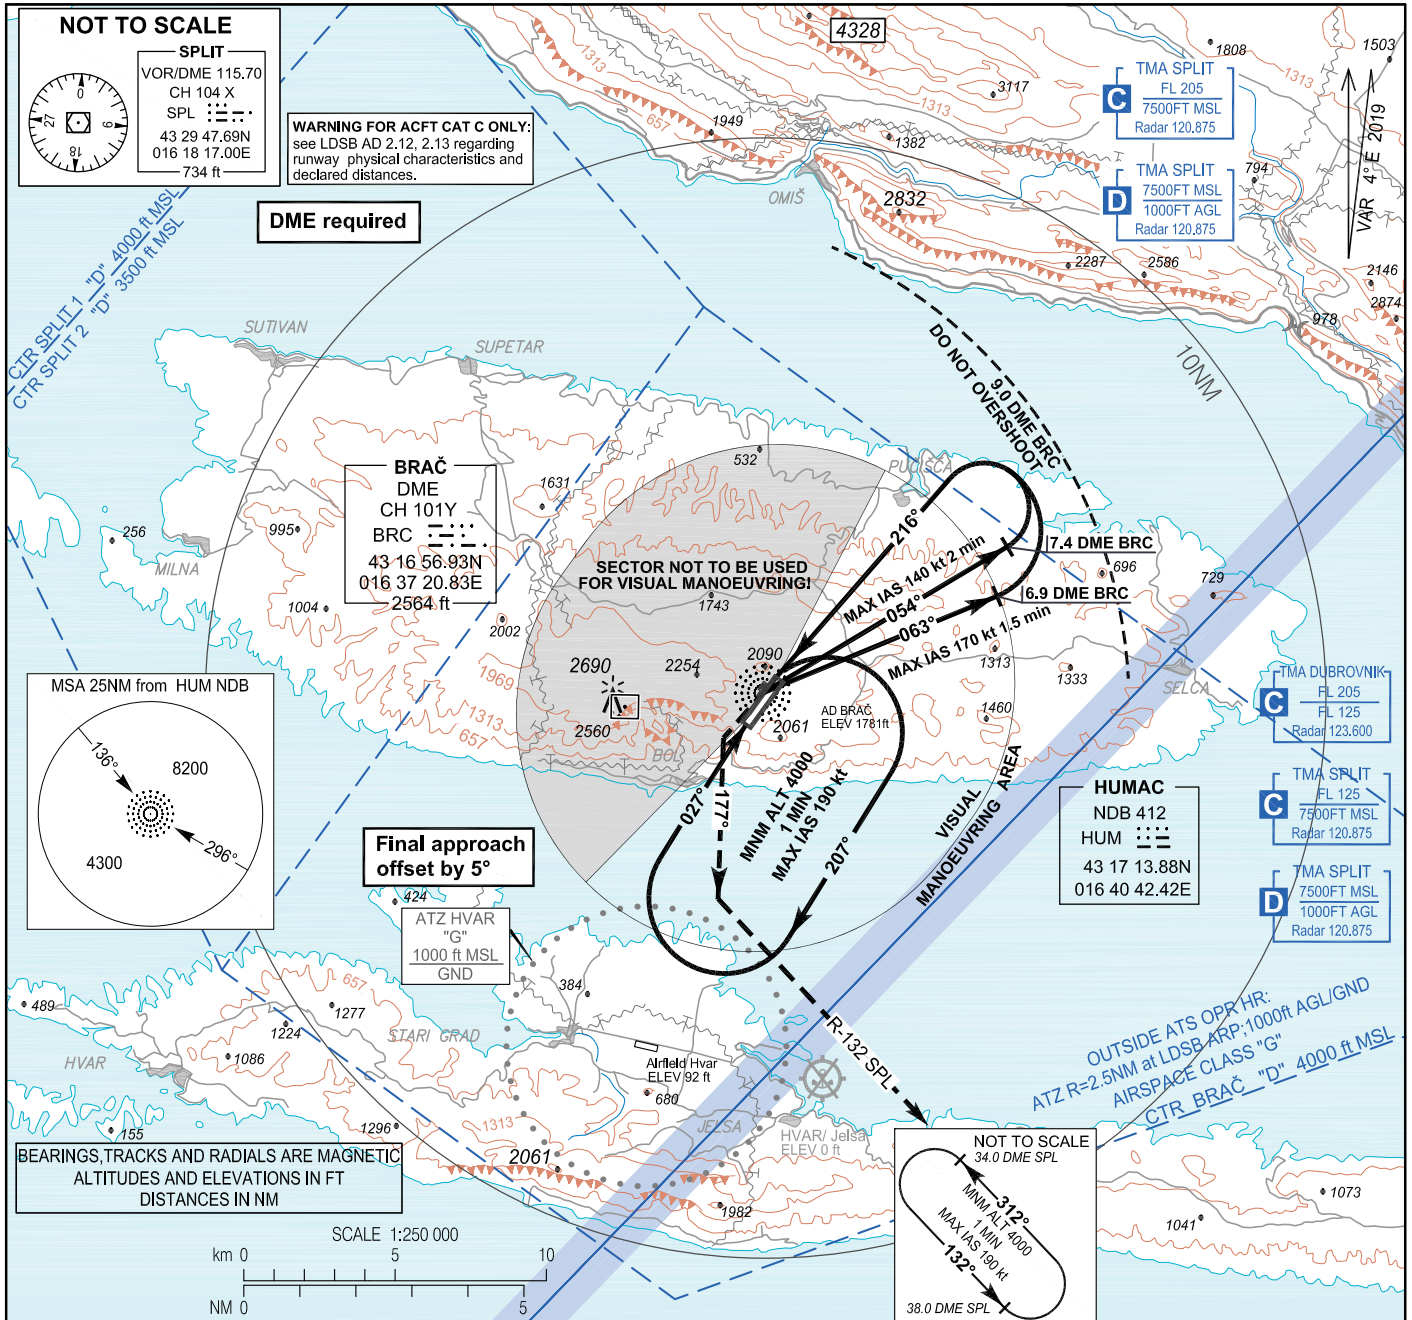 NOT TO SCALE
SPLIT
VOR/DME 115.70
CH 104 X
SPL
43 29 47.69N
016 18 17.00E
734 ft
0
9
18
27
WARNING FOR ACFT CAT C ONLY:
see LDSB AD 2.12, 2.13 regarding
runway physical characteristics and
declared distances.
DME required
4328
1808
1503
1313
3117
1313
657
1949
1382
TMA SPLIT
C
FL 205
7500FT MSL
Radar 120.875
TMA SPLIT
D
7500FT MSL
1000FT AGL
Radar 120.875
794
VAR 4° E 2019
OMIŠ
2832
2287
2586
2146
2874
978
CTR SPLIT 1 "D" 4000 ft MSL
CTR SPLIT 2 "D" 3500 ft MSL
SUTIVAN
SUPETAR
10NM
9.0 DME BRC
DO NOT OVERSHOOT
BRAČ
DME
CH 101Y
BRC
43 16 56.93N
016 37 20.83E
2564 ft
532
PUČIŠĆA
1631
995
256
MILNA
1004
2002
SECTOR NOT TO BE USED
FOR VISUAL MANOEUVRING!
1743
216°
MAX IAS 140 kt 2 min
054°
063°
MAX IAS 170 kt 1.5 min
7.4 DME BRC
696
6.9 DME BRC
729
2690
2254
2090
1313
1333
SELCA
1969
1313
657
2560
BOL
2061
AD BRAČ
ELEV 1781ft
1460
MSA 25NM from HUM NDB
136°
8200
4300
296°
TMA DUBROVNIK
C
FL 205
FL 125
Radar 123.600
TMA SPLIT
C
FL 125
7500FT MSL
Radar 120.875
TMA SPLIT
D
7500FT MSL
1000FT AGL
Radar 120.875
HUMAC
NDB 412
HUM
43 17 13.88N
016 40 42.42E
027°
177°
MNM ALT 4000
1 MIN
MAX IAS 190 kt
207°
VISUAL
MANOEUVRING AREA
Final approach
offset by 5°
424
ATZ HVAR
"G"
1000 ft MSL
GND
384
657
489
1277
1224
STARI GRAD
HVAR
1086
Airfield Hvar
ELEV 92 ft
680
R-132 SPL
OUTSIDE ATS OPR HR:
ATZ R=2.5NM at LDSB ARP;1000ft AGL/GND
AIRSPACE CLASS "G"
CTR BRAČ "D" 4000 ft MSL
155
1296
1313
JELSA
HVAR/ Jelsa
ELEV 0 ft
2061
1982
BEARINGS,TRACKS AND RADIALS ARE MAGNETIC
ALTITUDES AND ELEVATIONS IN FT
DISTANCES IN NM
NOT TO SCALE
34.0 DME SPL
312°
MNM ALT 4000
1 MIN
MAX IAS 190 kt
132°
38.0 DME SPL
1073
1041
SCALE 1:250 000
km 0 5 10
NM 0 5